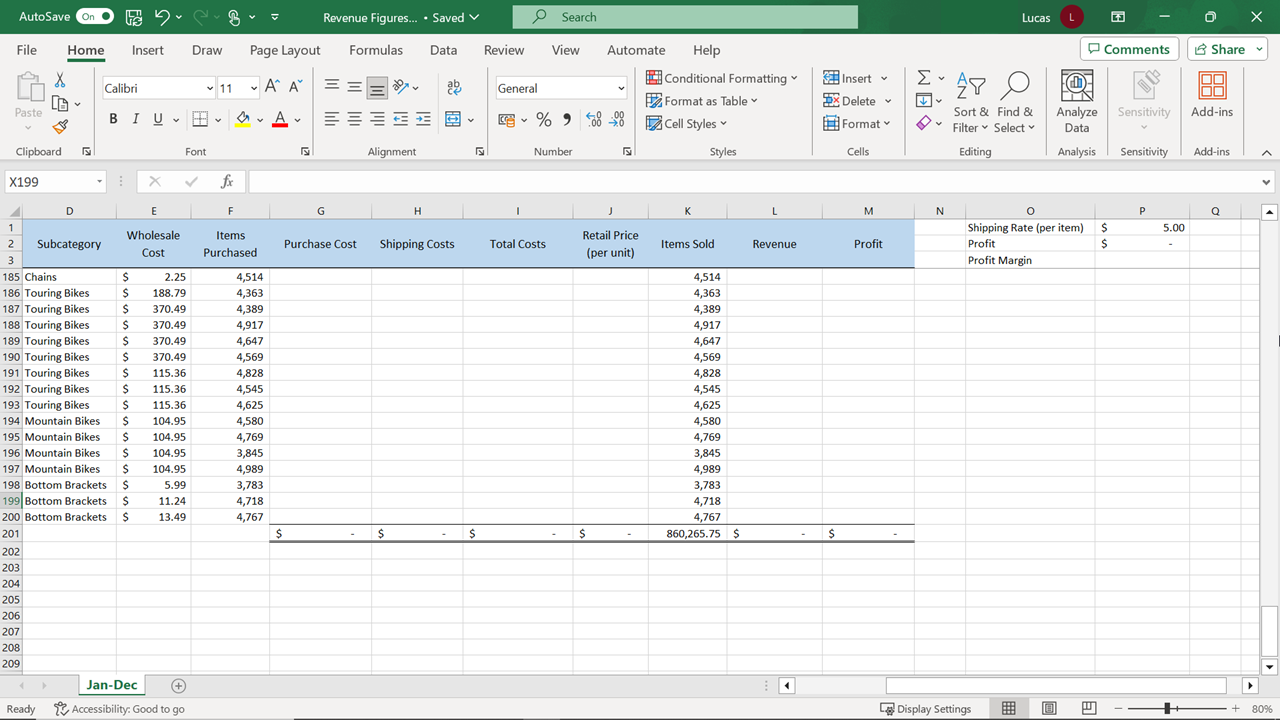 AutoSave On Revenue Figures... • Saved Search Lucas L
File Home Insert Draw Page Layout Formulas Data Review View Automate Help Comments Share
Paste Calibri 11 General Conditional Formatting Format as Table Cell Styles Insert Delete Format Sort & Filter Find & Select Analyze Data Sensitivity Add-ins
B I U A
Clipboard Font Alignment Number Styles Cells Editing Analysis Sensitivity Add-ins
X199 fx
D E F G H I J K L M N O P Q
1 Shipping Rate (per item) $ 5.00
2 Subcategory Wholesale Cost Items Purchased Purchase Cost Shipping Costs Total Costs Retail Price (per unit) Items Sold Revenue Profit Profit $ -
3 Profit Margin
185 Chains $ 2.25 4,514 4,514
186 Touring Bikes $ 188.79 4,363 4,363
187 Touring Bikes $ 370.49 4,389 4,389
188 Touring Bikes $ 370.49 4,917 4,917
189 Touring Bikes $ 370.49 4,647 4,647
190 Touring Bikes $ 370.49 4,569 4,569
191 Touring Bikes $ 115.36 4,828 4,828
192 Touring Bikes $ 115.36 4,545 4,545
193 Touring Bikes $ 115.36 4,625 4,625
194 Mountain Bikes $ 104.95 4,580 4,580
195 Mountain Bikes $ 104.95 4,769 4,769
196 Mountain Bikes $ 104.95 3,845 3,845
197 Mountain Bikes $ 104.95 4,989 4,989
198 Bottom Brackets $ 5.99 3,783 3,783
199 Bottom Brackets $ 11.24 4,718 4,718
200 Bottom Brackets $ 13.49 4,767 4,767
201 $ - $ - $ - $ - 860,265.75 $ - $ -
202
203
204
205
206
207
208
209
Jan-Dec
Ready Accessibility: Good to go Display Settings 80%